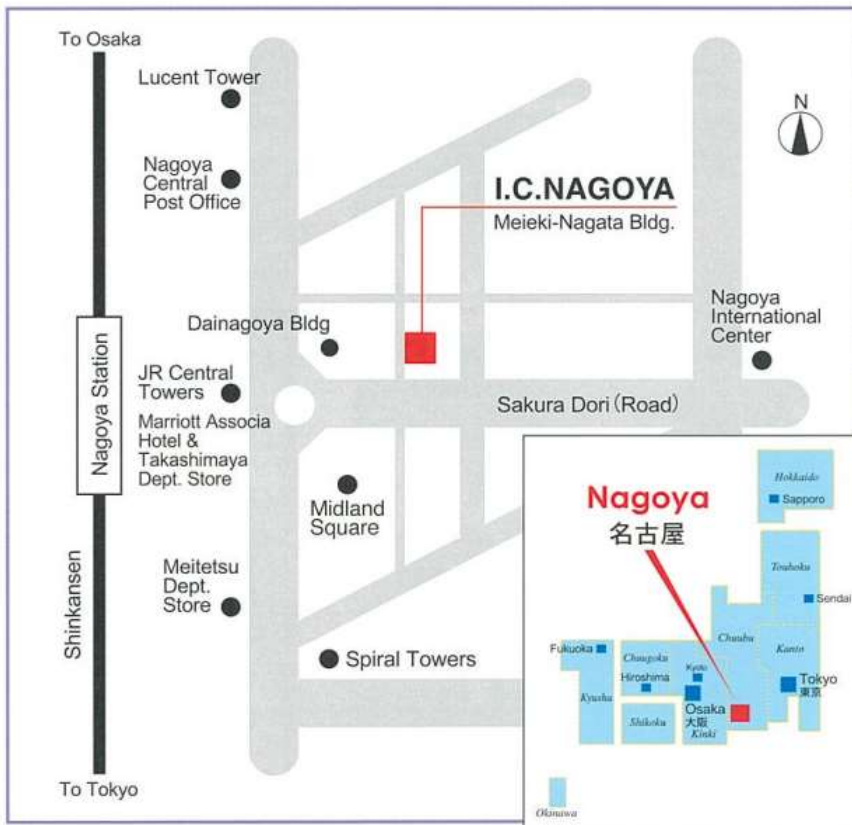 To Osaka
Lucent Tower
N
Nagoya
Central
Post Office
I.C.NAGOYA
Meieki-Nagata Bldg.
Nagoya
International
Center
Dainagoya Bldg
Nagoya Station
JR Central
Towers
Marriott Associa
Hotel &
Takashimaya
Dept. Store
Sakura Dori (Road)
Midland
Square
Meitetsu
Dept.
Store
Shinkansen
Spiral Towers
To Tokyo
Hokkaido
Sapporo
Nagoya
名古屋
Touhoku
Sendai
Chuubu
Kanto
Fukuoka
Chuugoku
Kyoto
Hiroshima
Tokyo
東京
Kyushu
Osaka
大阪
Shikoku
Kinki
Okinawa